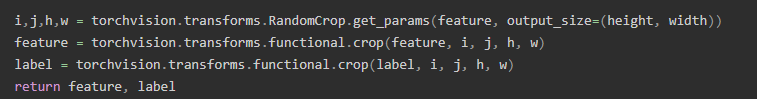 i,j,h,w = torchvision.transforms.RandomCrop.get_params(feature, output_size=(height, width))
feature = torchvision.transforms.functional.crop(feature, i, j, h, w)
label = torchvision.transforms.functional.crop(label, i, j, h, w)
return feature, label